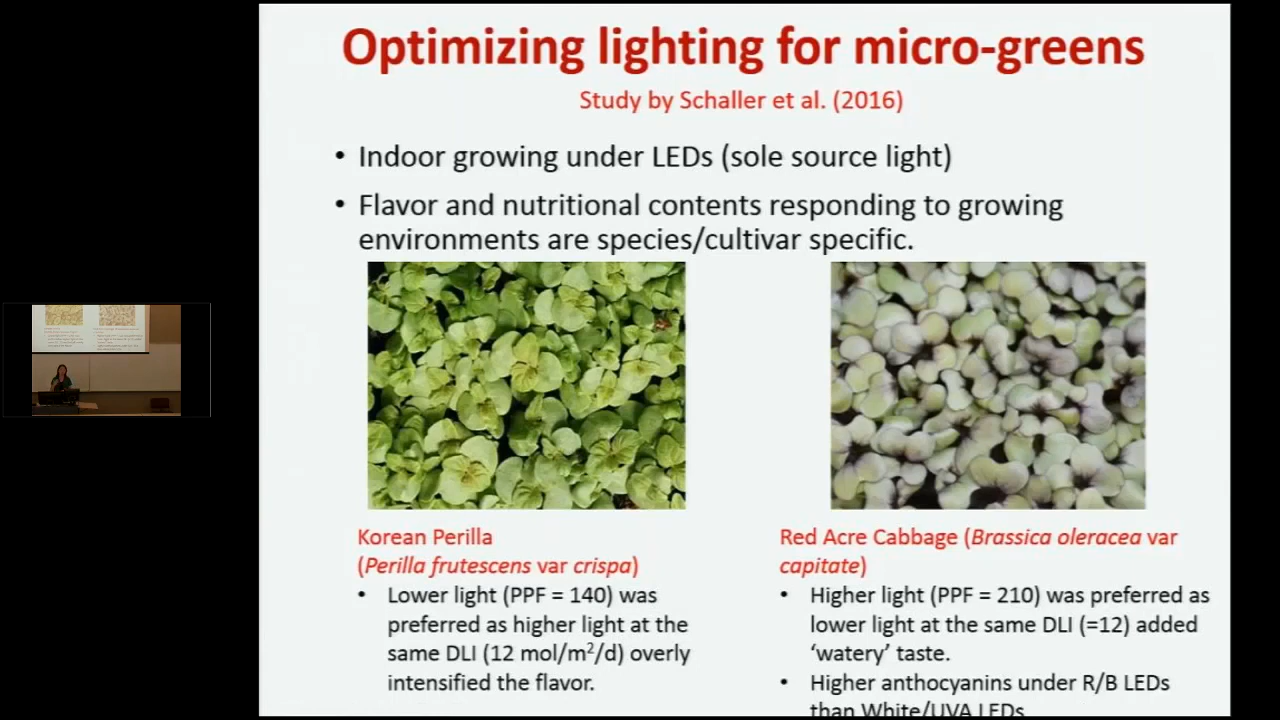 Optimizing lighting for micro-greens
Study by Schaller et al. (2016)
• Indoor growing under LEDs (sole source light)
• Flavor and nutritional contents responding to growing
environments are species/cultivar specific.
Korean Perilla
(Perilla frutescens var crispa)
• Lower light (PPF = 140) was
preferred as higher light at the
same DLI (12 mol/m²/d) overly
intensified the flavor.
Red Acre Cabbage (Brassica oleracea var
capitate)
• Higher light (PPF = 210) was preferred as
lower light at the same DLI (=12) added
‘watery’ taste.
• Higher anthocyanins under R/B LEDs
than White/UVA LEDs